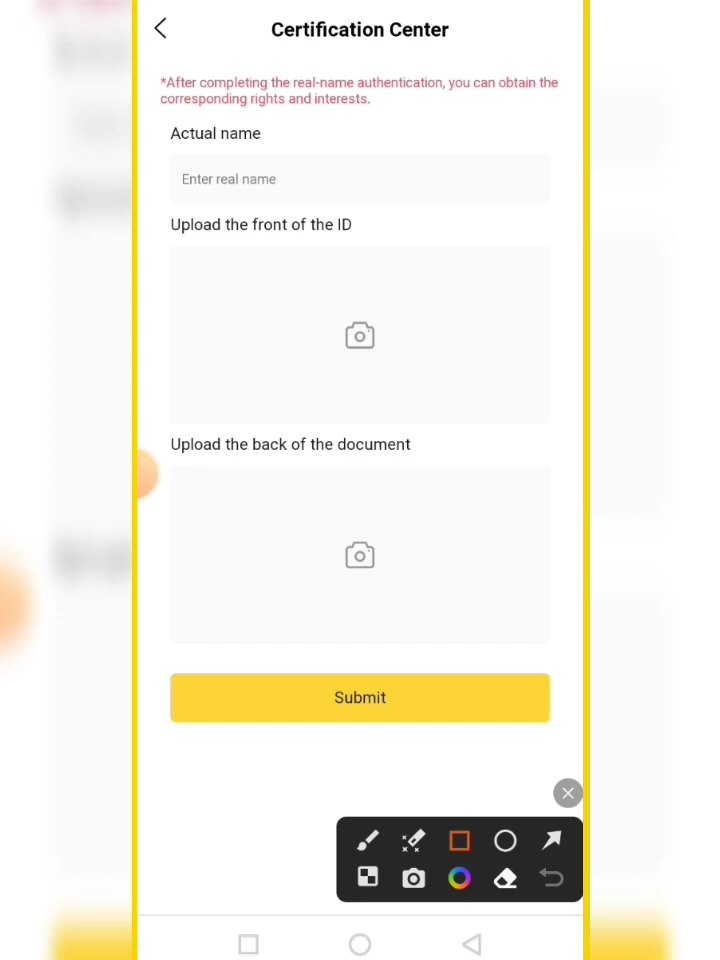 Certification Center
*After completing the real-name authentication, you can obtain the
corresponding rights and interests.
Actual name
Enter real name
Upload the front of the ID
Upload the back of the document
Submit